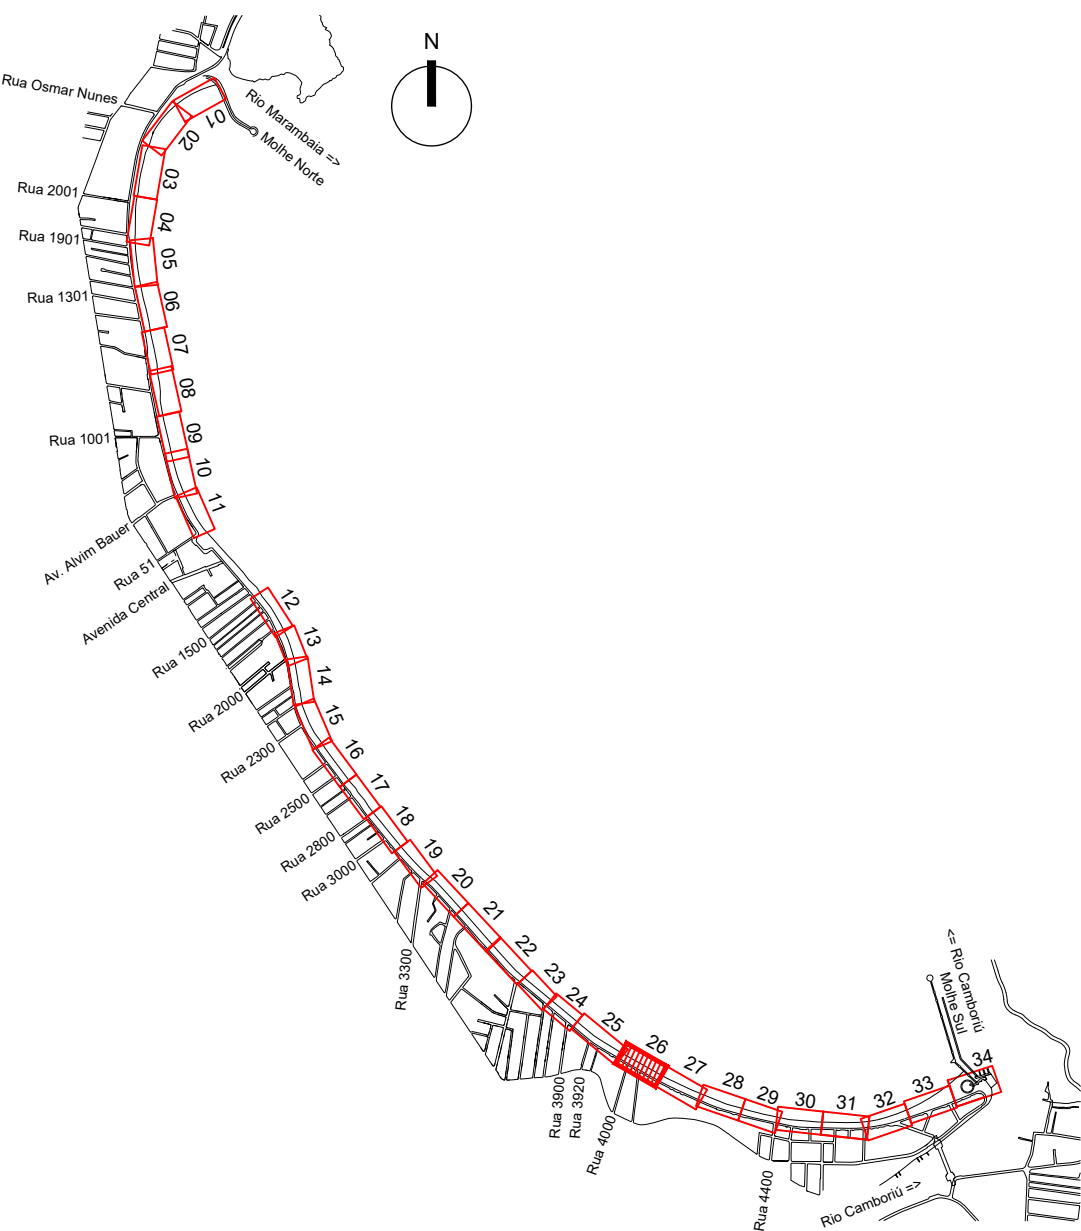 N
Rua Osmar Nunes
Rio Marambaia =>
Molhe Norte
01
02
03
Rua 2001
04
Rua 1901
05
Rua 1301
06
07
08
Rua 1001
09
10
11
Av. Alvim Bauer
Rua 51
Avenida Central
12
Rua 1500
13
14
Rua 2000
15
Rua 2300
16
17
Rua 2500
18
Rua 2800
19
Rua 3000
20
21
Rua 3300
22
23
24
25
26
27
28
29
30
31
32
33
34
<= Rio Camboriú
Molhe Sul
Rua 3900
Rua 3920
Rua 4000
Rua 4400
Rio Camboriú =>